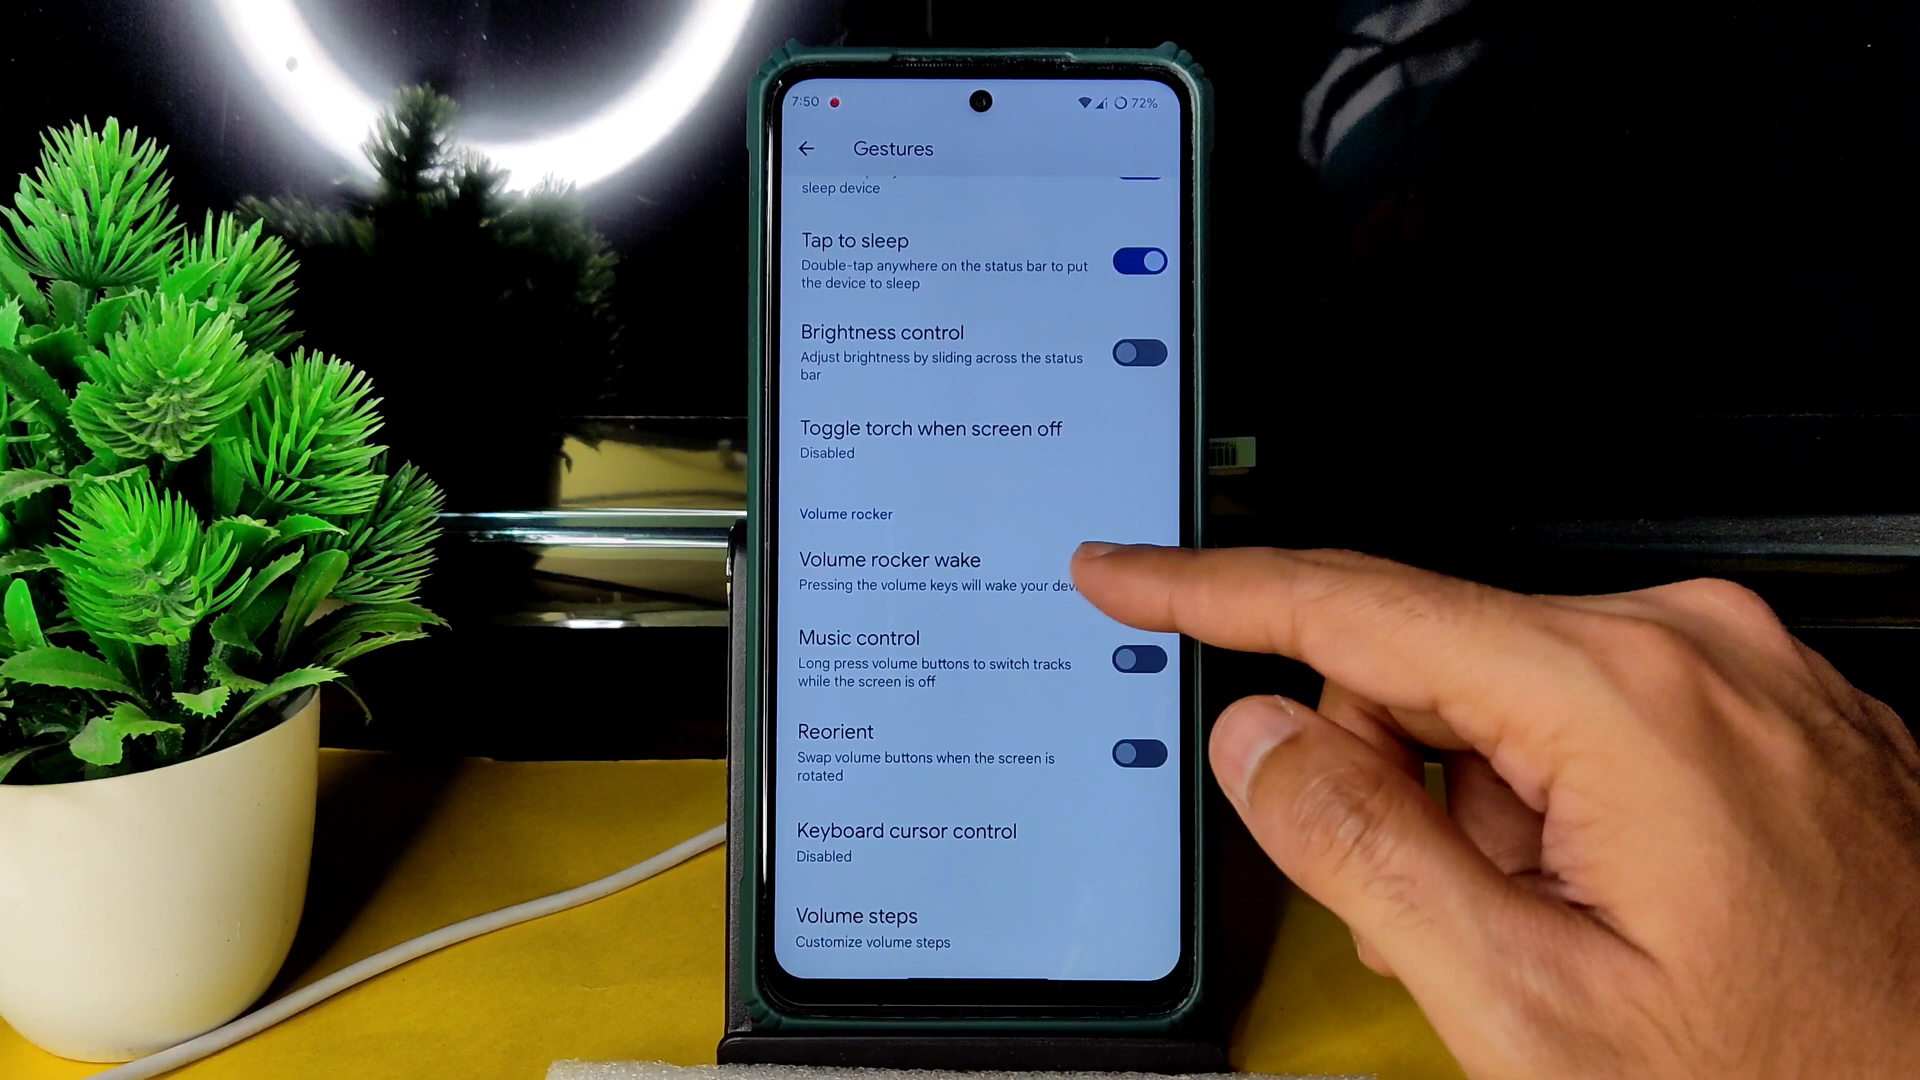 7:50
72%
Gestures
sleep device
Tap to sleep
Double-tap anywhere on the status bar to put
the device to sleep
Brightness control
Adjust brightness by sliding across the status
bar
Toggle torch when screen off
Disabled
Volume rocker
Volume rocker wake
Pressing the volume keys will wake your
Music control
Long press volume buttons to switch tracks
while the screen is off
Reorient
Swap volume buttons when the screen is
rotated
Keyboard cursor control
Disabled
Volume steps
Customize volume steps